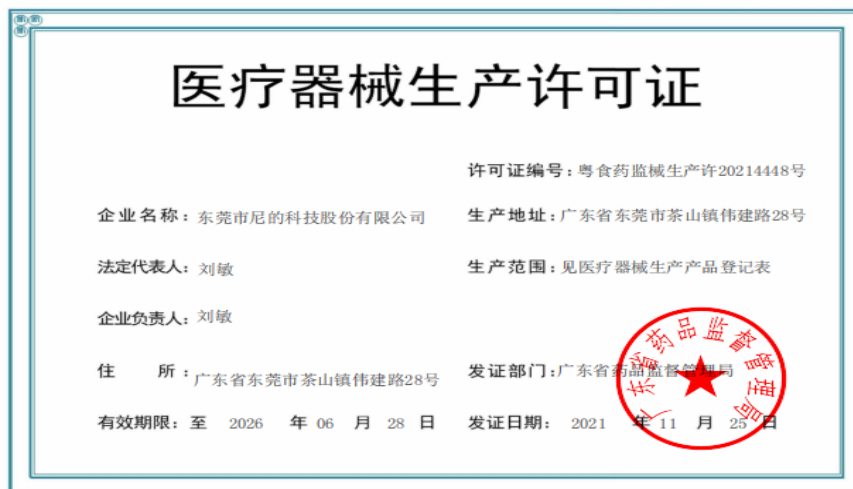 医疗器械生产许可证
许可证编号：粤食药监械生产许20214448号
企业名称：东莞市尼的科技股份有限公司
生产地址：广东省东莞市茶山镇伟建路28号
法定代表人：刘敏
生产范围：见医疗器械生产产品登记表
企业负责人：刘敏
住 所：广东省东莞市茶山镇伟建路28号
发证部门：广东省药品监督管理局
有效期限：至 2026 年 06 月 28 日
发证日期： 2021 年 11 月 25 日
广东省药品监督管理局